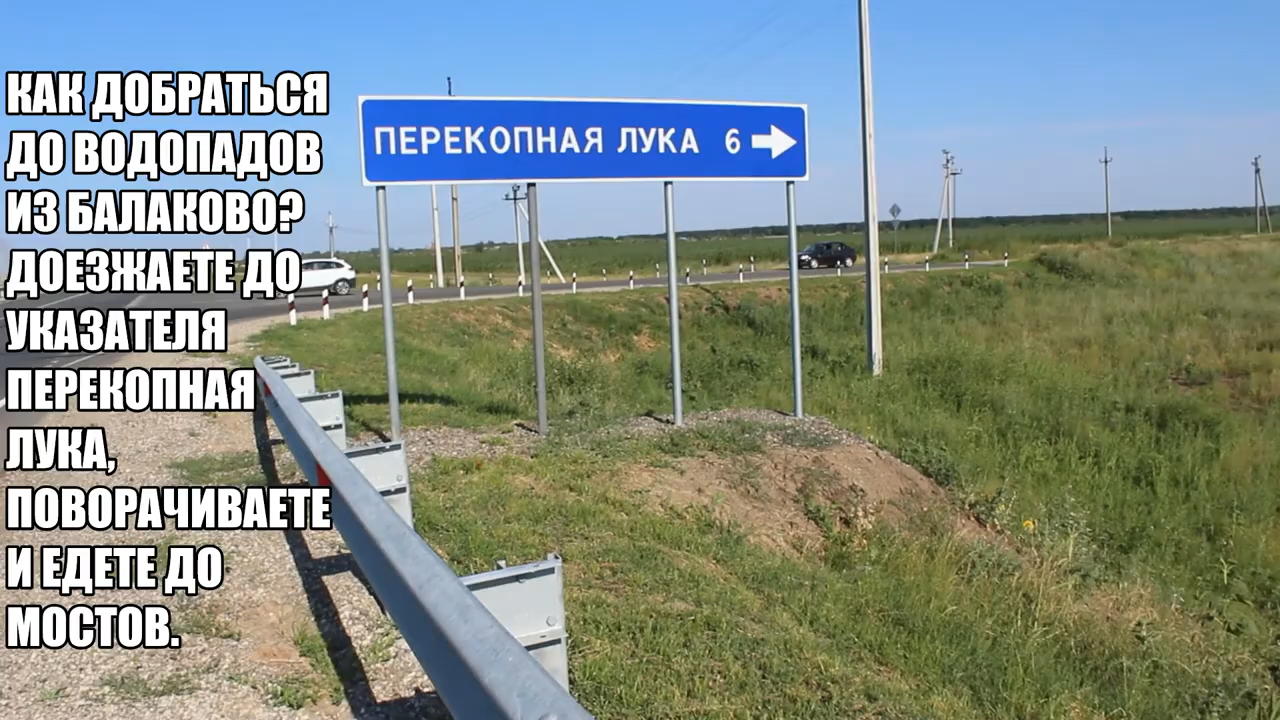 КАК ДОБРАТЬСЯ
ДО ВОДОПАДОВ
ИЗ БАЛАКОВО?
ДОЕЗЖАЕТЕ ДО
УКАЗАТЕЛЯ
ПЕРЕКОПНАЯ
ЛУКА,
ПОВОРАЧИВАЕТЕ
И ЕДЕТЕ ДО
МОСТОВ.
ПЕРЕКОПНАЯ ЛУКА 6